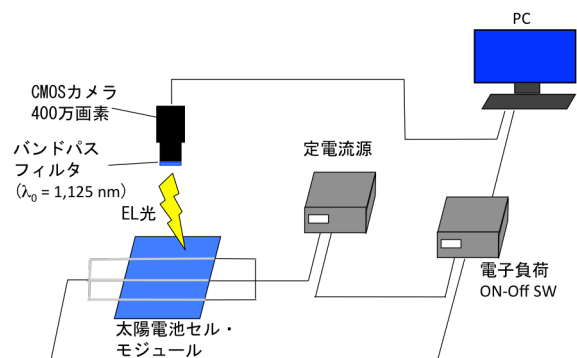 PC
CMOSカメラ
400万画素
バンドパス
フィルタ
（λ0 = 1,125 nm）
EL光
定電流源
電子負荷
ON-Off SW
太陽電池セル・
モジュール